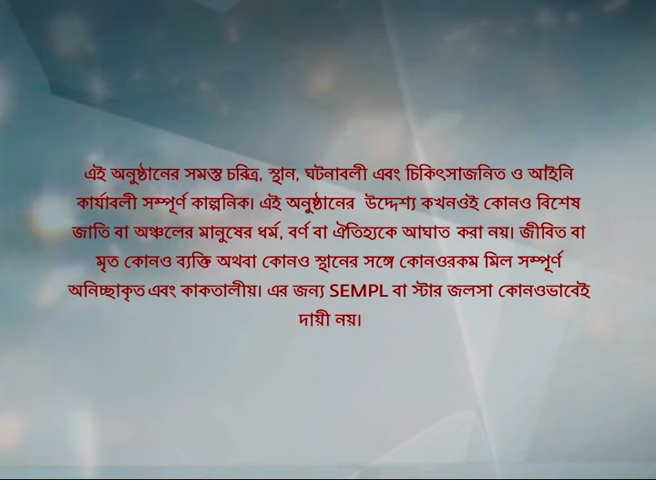 এই অনুষ্ঠানের সমস্ত চরিত্র, স্থান, ঘটনাবলী এবং চিকিৎসাজনিত ও আইনি
কার্যাবলী সম্পূর্ণ কাল্পনিক। এই অনুষ্ঠানের উদ্দেশ্য কখনওই কোনও বিশেষ
জাতি বা অঞ্চলের মানুষের ধর্ম, বর্ণ বা ঐতিহ্যকে আঘাত করা নয়। জীবিত বা
মৃত কোনও ব্যক্তি অথবা কোনও স্থানের সঙ্গে কোনওরকম মিল সম্পূর্ণ
অনিচ্ছাকৃত এবং কাকতালীয়। এর জন্য SEMPL বা স্টার জলসা কোনওভাবেই
দায়ী নয়।